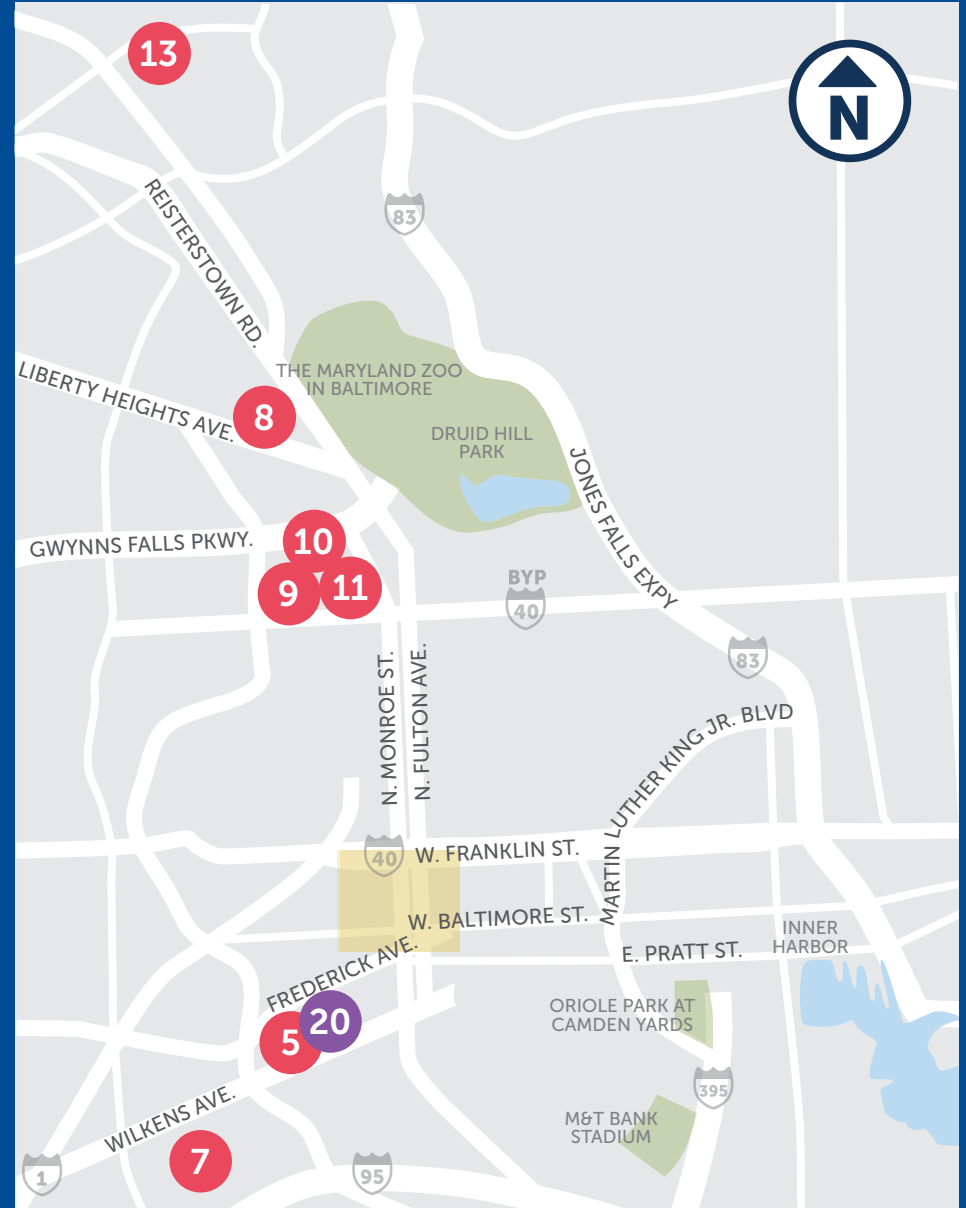 13
N
83
REISTERSTOWN RD.
THE MARYLAND ZOO
IN BALTIMORE
LIBERTY HEIGHTS AVE.
8
DRUID HILL
PARK
JONES FALLS EXPY
GWYNNS FALLS PKWY.
10
9
11
BYP
40
83
N. MONROE ST.
N. FULTON AVE.
MARTIN LUTHER KING JR. BLVD
40
W. FRANKLIN ST.
W. BALTIMORE ST.
INNER
HARBOR
E. PRATT ST.
FREDERICK AVE.
20
5
ORIOLE PARK AT
CAMDEN YARDS
395
WILKENS AVE.
M&T BANK
STADIUM
7
1
95